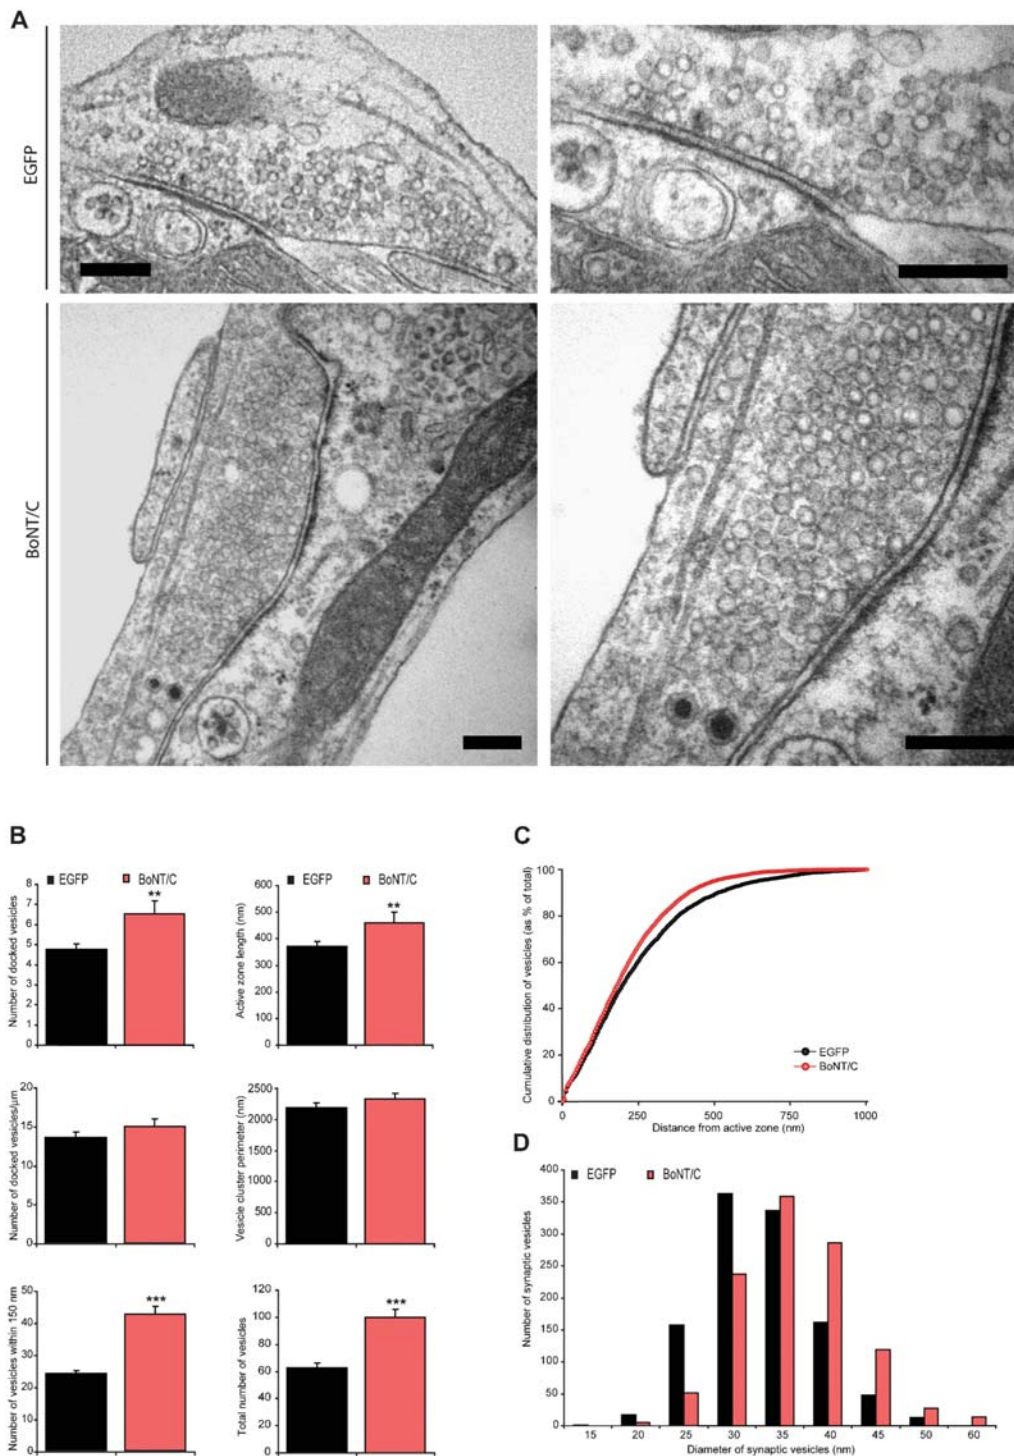 A
EGFP
BoNT/C
B
EGFP BoNT/C
Number of docked vesicles
8
7
6
5
4
3
2
1
0
**
EGFP BoNT/C
Active zone length (nm)
600
500
400
300
200
100
0
**
Number of docked vesicles/µm
20
15
10
5
0
Vesicle cluster perimeter (nm)
2500
2000
1500
1000
500
0
Number of vesicles within 150 nm
50
40
30
20
10
0
***
Total number of vesicles
120
100
80
60
40
20
0
***
C
Cumulative distribution of vesicles (as % of total)
100
80
60
40
20
0
EGFP
BoNT/C
0 250 500 750 1000
Distance from active zone (nm)
D
EGFP BoNT/C
Number of synaptic vesicles
400
350
300
250
200
150
100
50
0
15 20 25 30 35 40 45 50 60
Diameter of synaptic vesicles (nm)